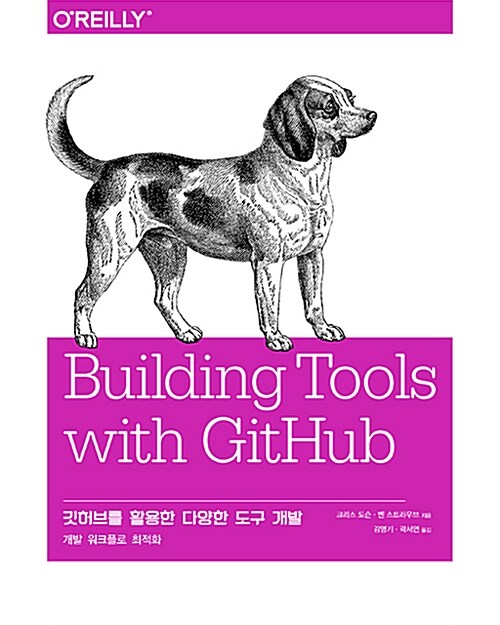 O'REILLY®
Building Tools
with GitHub
깃허브를 활용한 다양한 도구 개발
개발 워크플로 최적화
크리스 도슨·벤 스트라우브 지음
김영기·곽서연 옮김